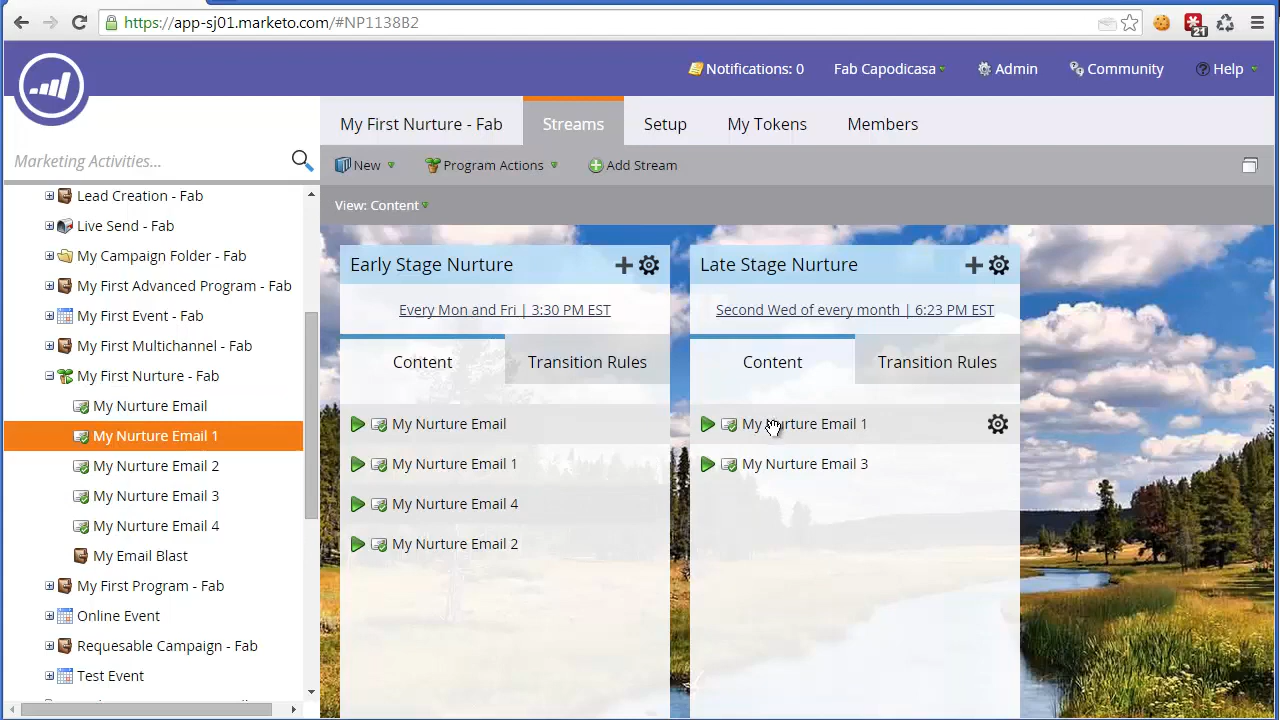 https://app-sj01.marketo.com/#NP1138B2
21
Notifications: 0
Fab Capodicasa
Admin
Community
Help
Marketing Activities...
Lead Creation - Fab
Live Send - Fab
My Campaign Folder - Fab
My First Advanced Program - Fab
My First Event - Fab
My First Multichannel - Fab
My First Nurture - Fab
My Nurture Email
My Nurture Email 1
My Nurture Email 2
My Nurture Email 3
My Nurture Email 4
My Email Blast
My First Program - Fab
Online Event
Requesable Campaign - Fab
Test Event
My First Nurture - Fab
Streams
Setup
My Tokens
Members
New
Program Actions
Add Stream
View: Content
Early Stage Nurture
Every Mon and Fri | 3:30 PM EST
Content
Transition Rules
My Nurture Email
My Nurture Email 1
My Nurture Email 4
My Nurture Email 2
Late Stage Nurture
Second Wed of every month | 6:23 PM EST
Content
Transition Rules
My Nurture Email 1
My Nurture Email 3